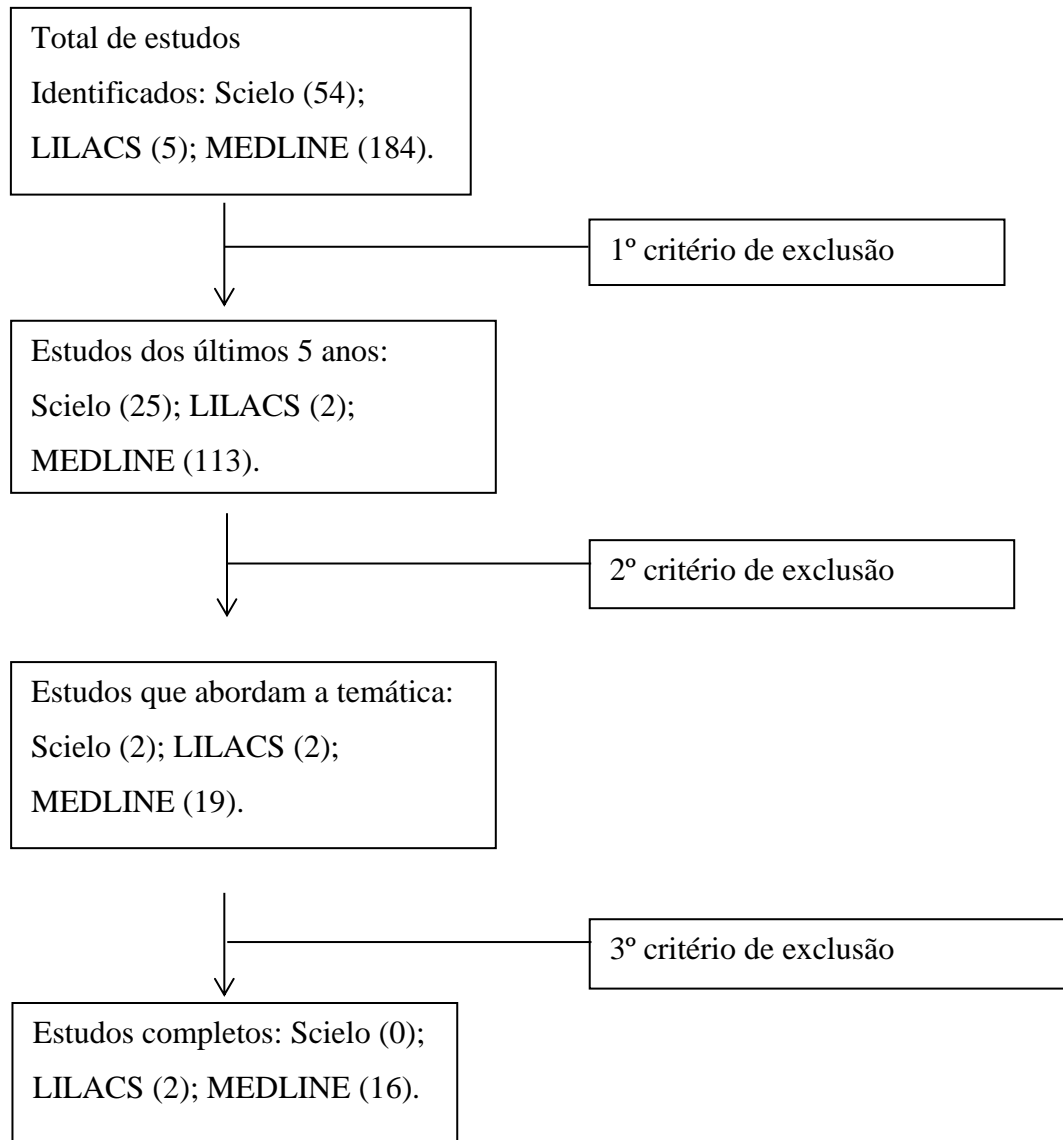 Total de estudos
Identificados: Scielo (54);
LILACS (5); MEDLINE (184).
1º critério de exclusão
Estudos dos últimos 5 anos:
Scielo (25); LILACS (2);
MEDLINE (113).
2º critério de exclusão
Estudos que abordam a temática:
Scielo (2); LILACS (2);
MEDLINE (19).
3º critério de exclusão
Estudos completos: Scielo (0);
LILACS (2); MEDLINE (16).